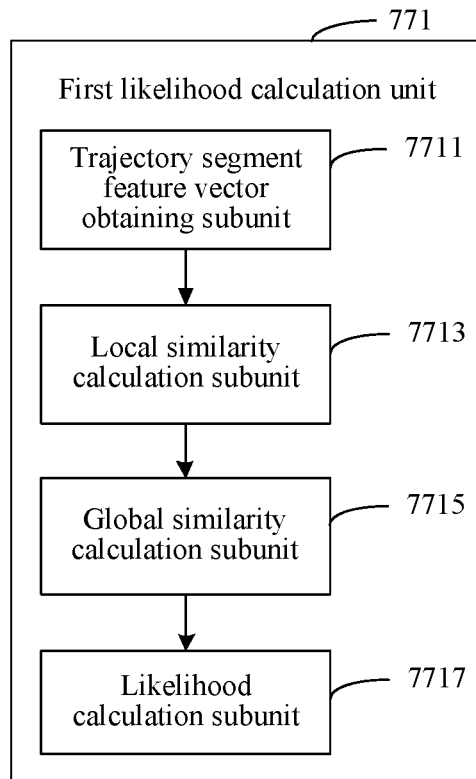 771
First likelihood calculation unit
Trajectory segment
feature vector
obtaining subunit
7711
Local similarity
calculation subunit
7713
Global similarity
calculation subunit
7715
Likelihood
calculation subunit
7717